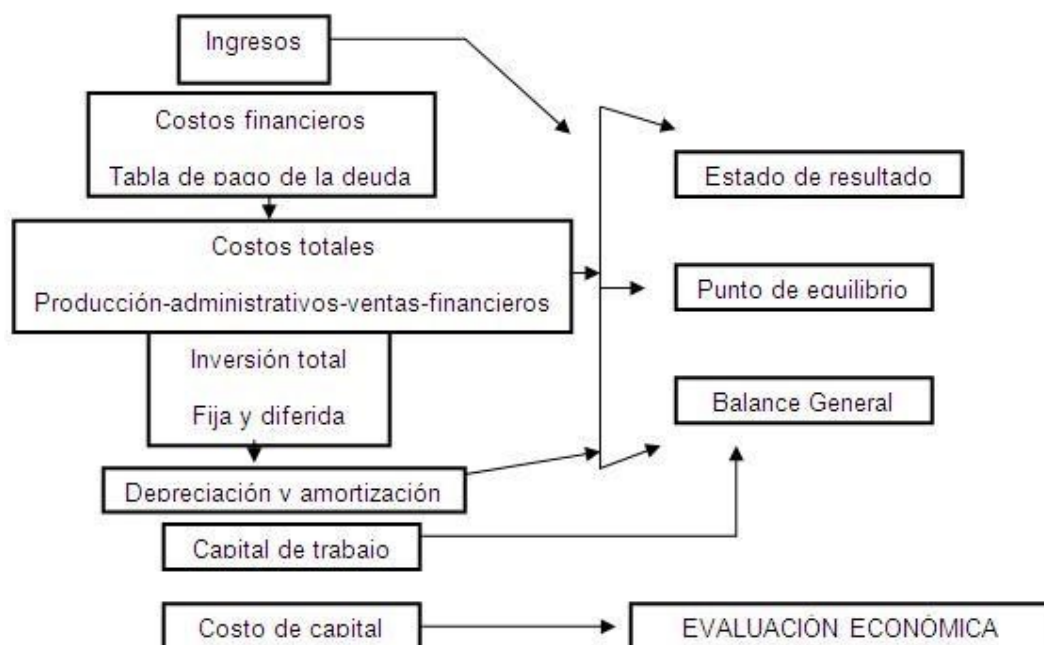 Ingresos
Costos financieros
Tabla de pago de la deuda
Costos totales
Producción-administrativos-ventas-financieros
Inversión total
Fija y diferida
Depreciación y amortización
Capital de trabajo
Costo de capital
Estado de resultado
Punto de equilibrio
Balance General
EVALUACIÓN ECONÓMICA